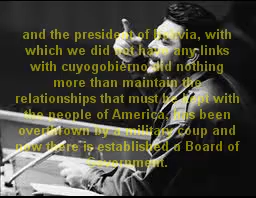 and the president of Bolivia, with
which we did not have any links
with cuyogobierno did nothing
more than maintain the
relationships that must be kept with
the people of America, has been
overthrown by a military coup and
now there is established a Board of
Government.